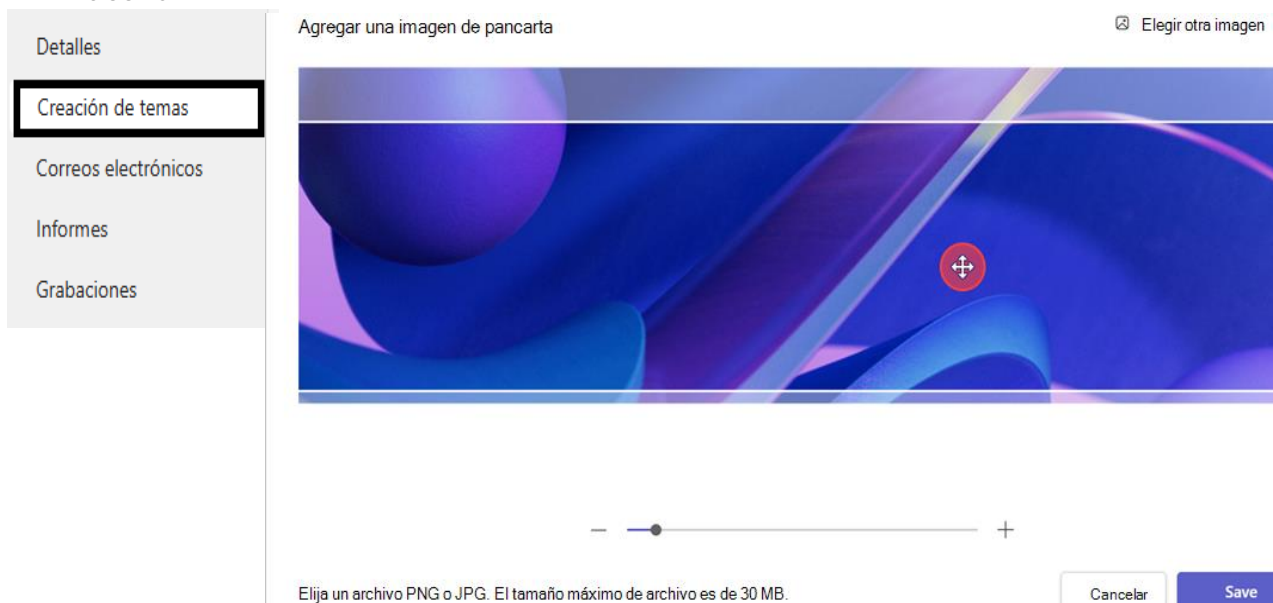 Detalles
Creación de temas
Correos electrónicos
Informes
Grabaciones
Agregar una imagen de pancarta
Elegir otra imagen
Elija un archivo PNG o JPG. El tamaño máximo de archivo es de 30 MB.
Cancelar
Save